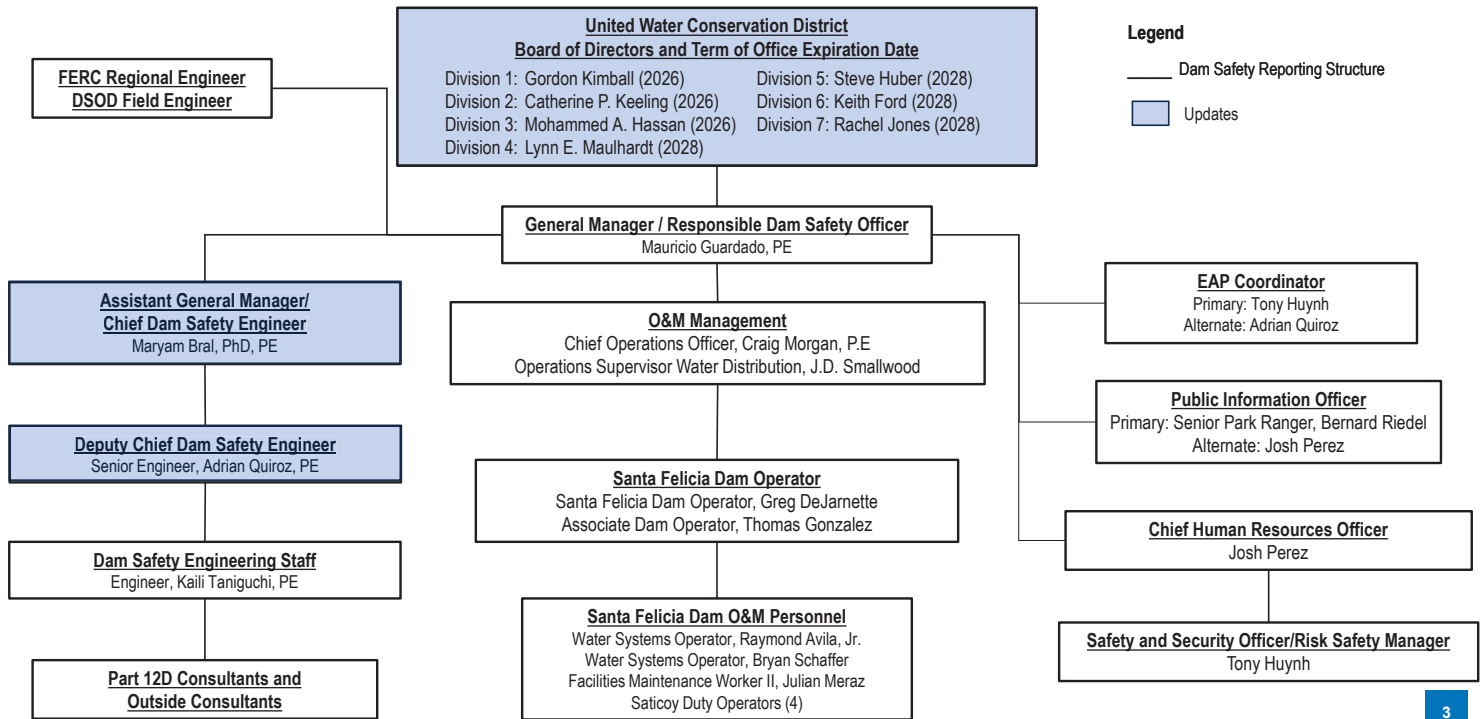 United Water Conservation District
Board of Directors and Term of Office Expiration Date
Division 1: Gordon Kimball (2026)
Division 2: Catherine P. Keeling (2026)
Division 3: Mohammed A. Hassan (2026)
Division 4: Lynn E. Maulhardt (2028)
Division 5: Steve Huber (2028)
Division 6: Keith Ford (2028)
Division 7: Rachel Jones (2028)
Legend
Dam Safety Reporting Structure
Updates
FERC Regional Engineer
DSOD Field Engineer
General Manager / Responsible Dam Safety Officer
Mauricio Guardado, PE
Assistant General Manager/
Chief Dam Safety Engineer
Maryam Bral, PhD, PE
Deputy Chief Dam Safety Engineer
Senior Engineer, Adrian Quiroz, PE
Dam Safety Engineering Staff
Engineer, Kaili Taniguchi, PE
Part 12D Consultants and
Outside Consultants
O&M Management
Chief Operations Officer, Craig Morgan, P.E
Operations Supervisor Water Distribution, J.D. Smallwood
Santa Felicia Dam Operator
Santa Felicia Dam Operator, Greg DeJarnette
Associate Dam Operator, Thomas Gonzalez
Santa Felicia Dam O&M Personnel
Water Systems Operator, Raymond Avila, Jr.
Water Systems Operator, Bryan Schaffer
Facilities Maintenance Worker II, Julian Meraz
Saticoy Duty Operators (4)
EAP Coordinator
Primary: Tony Huynh
Alternate: Adrian Quiroz
Public Information Officer
Primary: Senior Park Ranger, Bernard Riedel
Alternate: Josh Perez
Chief Human Resources Officer
Josh Perez
Safety and Security Officer/Risk Safety Manager
Tony Huynh
3